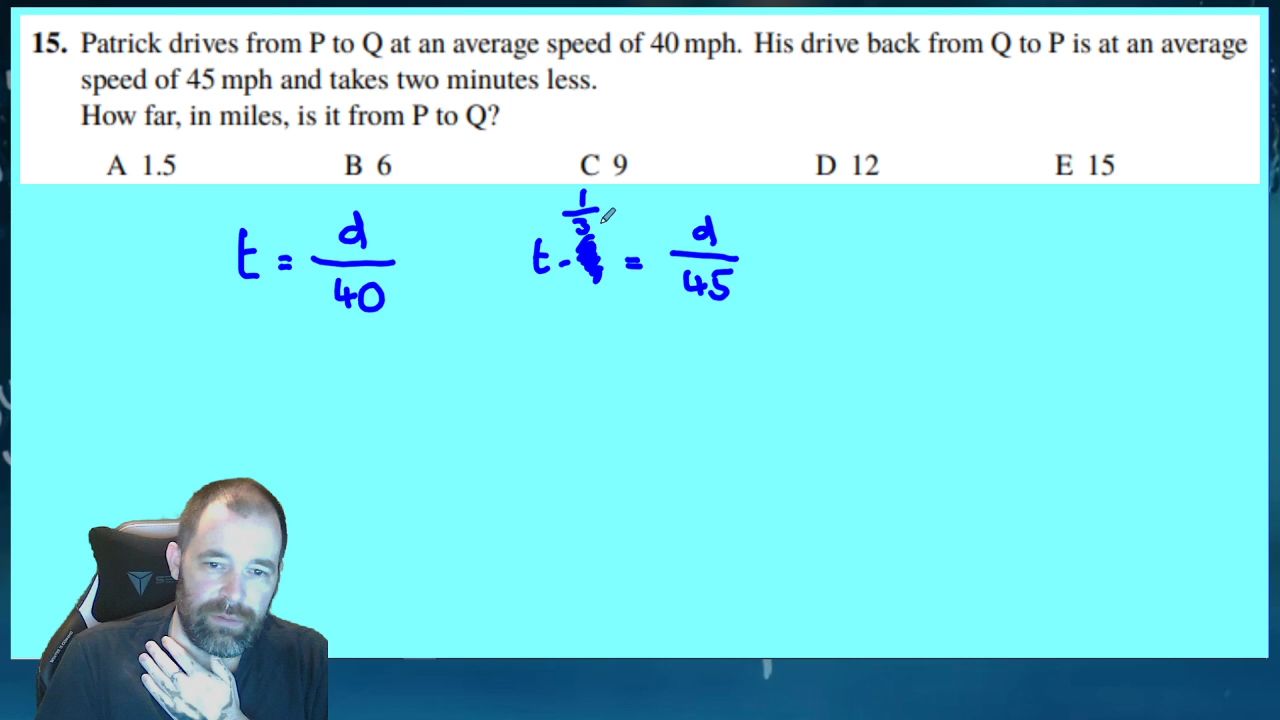 15. Patrick drives from P to Q at an average speed of 40 mph. His drive back from Q to P is at an average
speed of 45 mph and takes two minutes less.
How far, in miles, is it from P to Q?
A 1.5 B 6 C 9 D 12 E 15
t = d/40 t - 1/3 = d/45